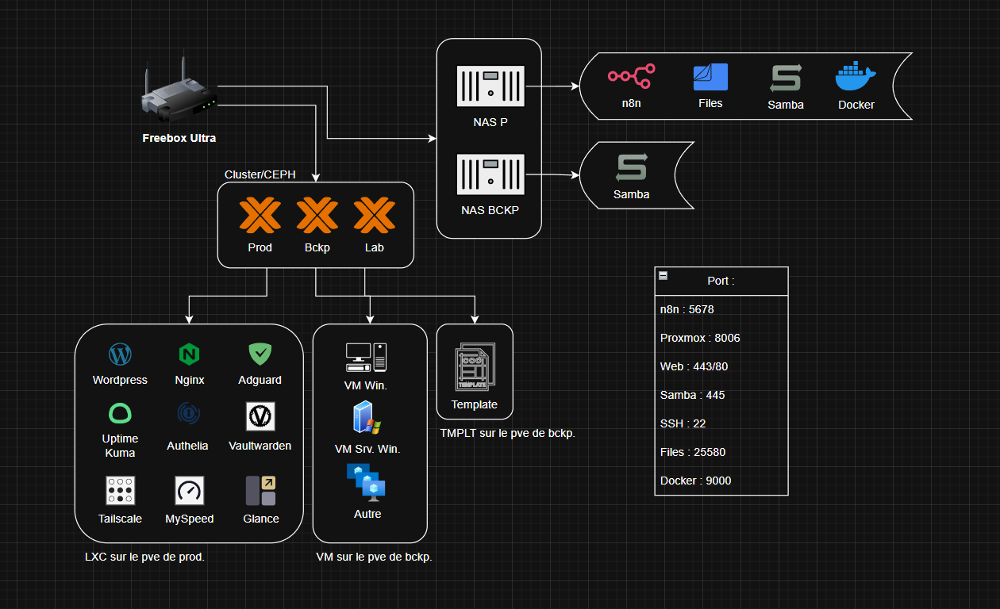 n8n
Files
Samba
Docker
NAS P
Freebox Ultra
Cluster/CEPH
Samba
NAS BCKP
Prod
Bckp
Lab
Port :
n8n : 5678
Proxmox : 8006
Web : 443/80
Samba : 445
SSH : 22
Files : 25580
Docker : 9000
Wordpress
Nginx
Adguard
Uptime
Kuma
Authelia
Vaultwarden
Tailscale
MySpeed
Glance
LXC sur le pve de prod.
VM Win.
VM Srv. Win.
Autre
VM sur le pve de bckp.
TEMPLATE
Template
TMPLT sur le pve de bckp.